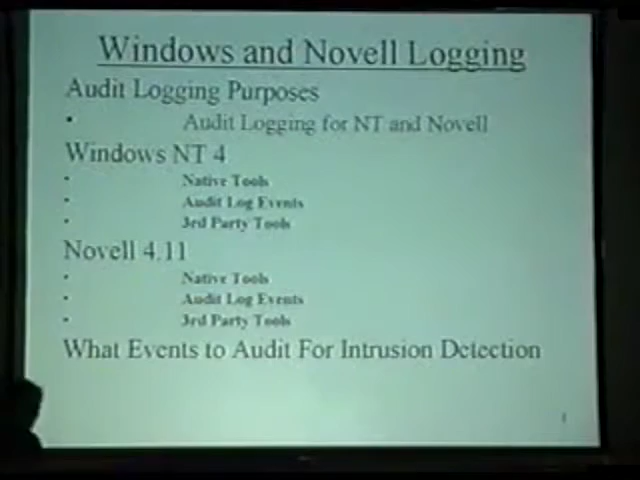 Windows and Novell Logging
Audit Logging Purposes
• Audit Logging for NT and Novell
Windows NT 4
• Native Tools
• Audit Log Events
• 3rd Party Tools
Novell 4.11
• Native Tools
• Audit Log Events
• 3rd Party Tools
What Events to Audit For Intrusion Detection